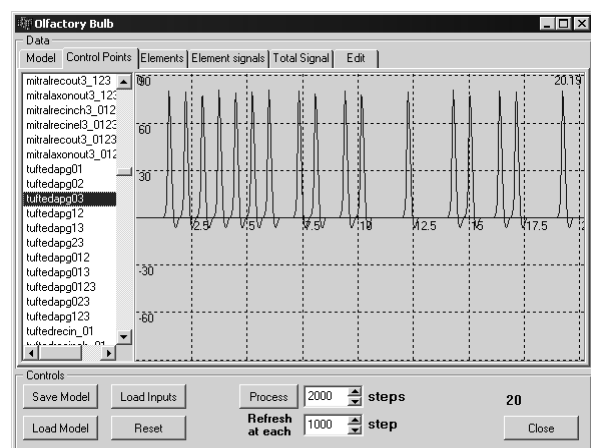 Olfactory Bulb
Data
Model Control Points Elements Element signals Total Signal Edit
mitralrecout3_123
mitralaxonout3_123
mitralrecinch3_012
mitralrecinel3_0123
mitralrecout3_0123
mitralaxonout3_012
tuftedapg01
tuftedapg02
tuftedapg03
tuftedapg12
tuftedapg13
tuftedapg23
tuftedapg012
tuftedapg013
tuftedapg0123
tuftedapg023
tuftedapg123
tuftedrecin_01
90
60
30
-30
-60
20.19
2.5 5 7.5 10 12.5 15 17.5
Controls
Save Model Load Inputs Process 2000 steps 20
Load Model Reset Refresh at each 1000 step Close